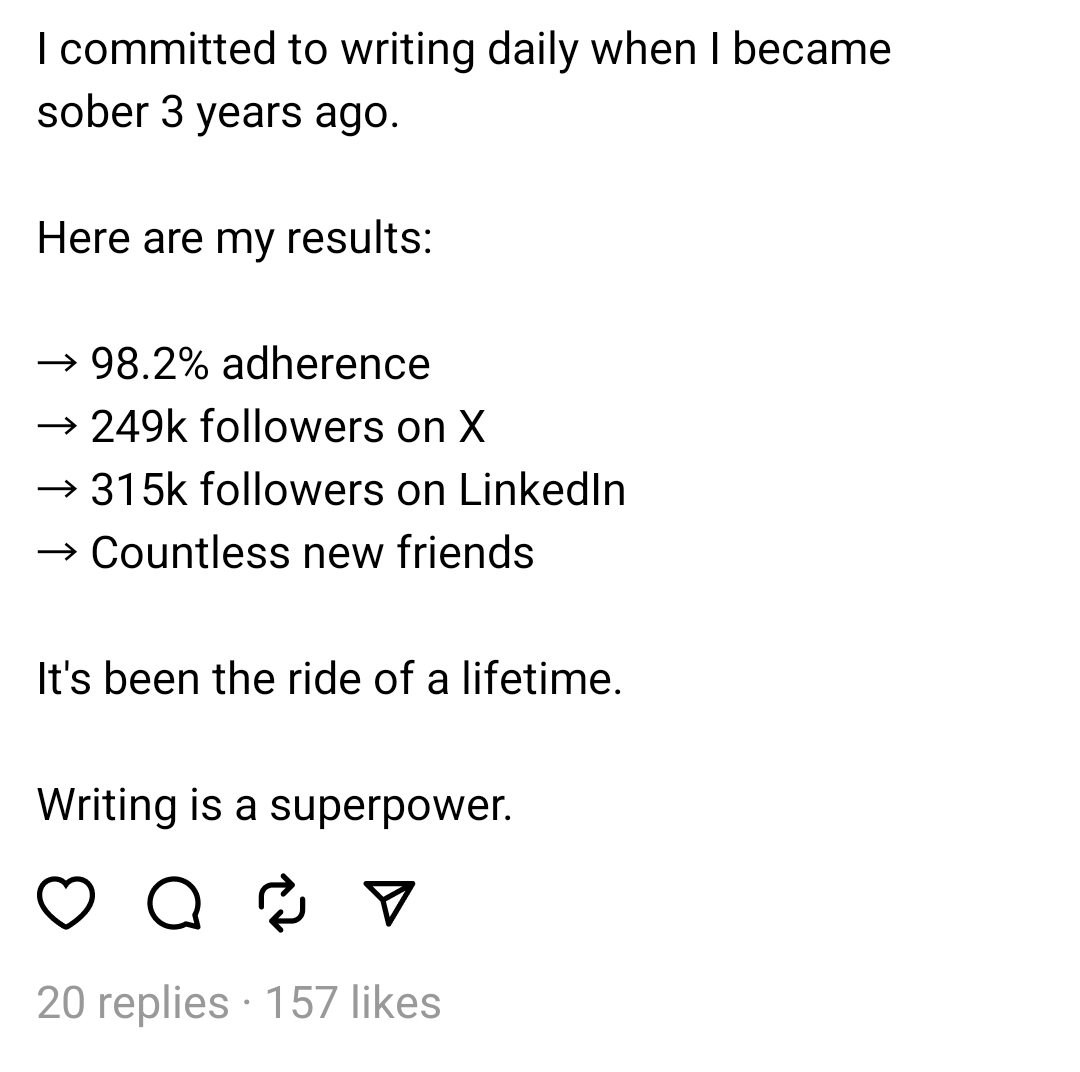 I committed to writing daily when I became
sober 3 years ago.
Here are my results:
→ 98.2% adherence
→ 249k followers on X
→ 315k followers on LinkedIn
→ Countless new friends
It's been the ride of a lifetime.
Writing is a superpower.
20 replies · 157 likes